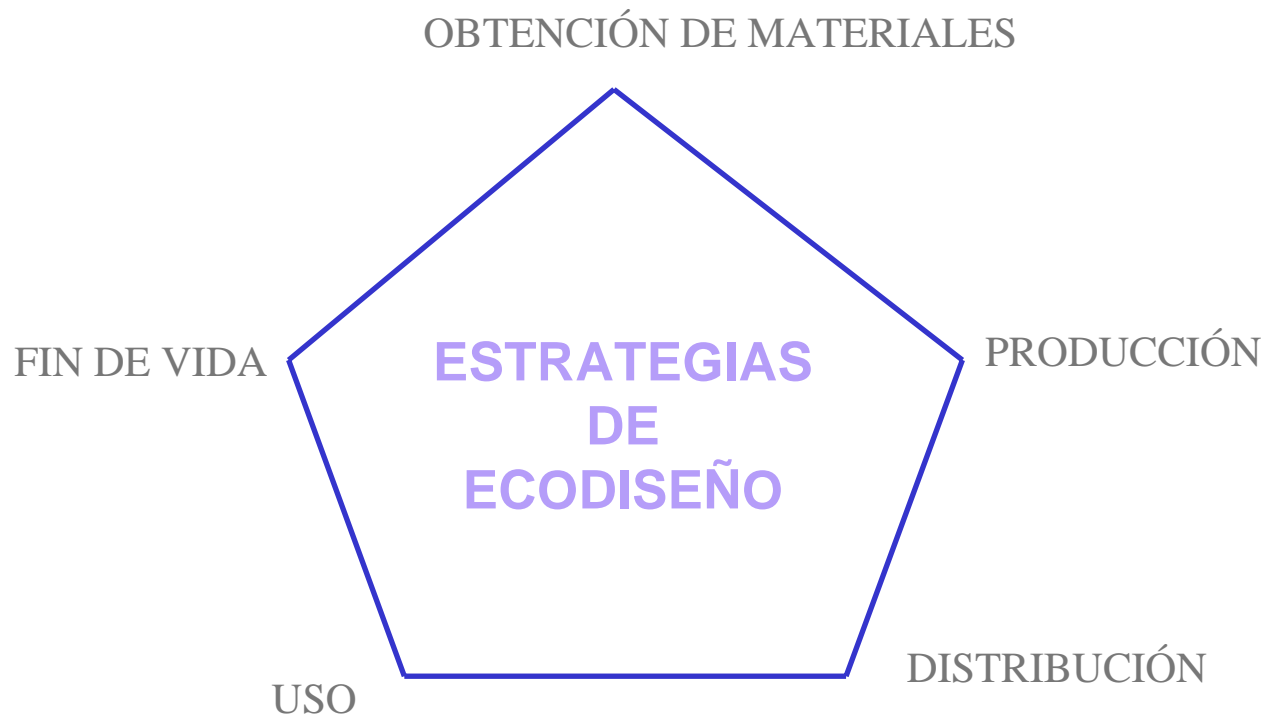 OBTENCIÓN DE MATERIALES
FIN DE VIDA
ESTRATEGIAS
DE
ECODISEÑO
PRODUCCIÓN
DISTRIBUCIÓN
USO